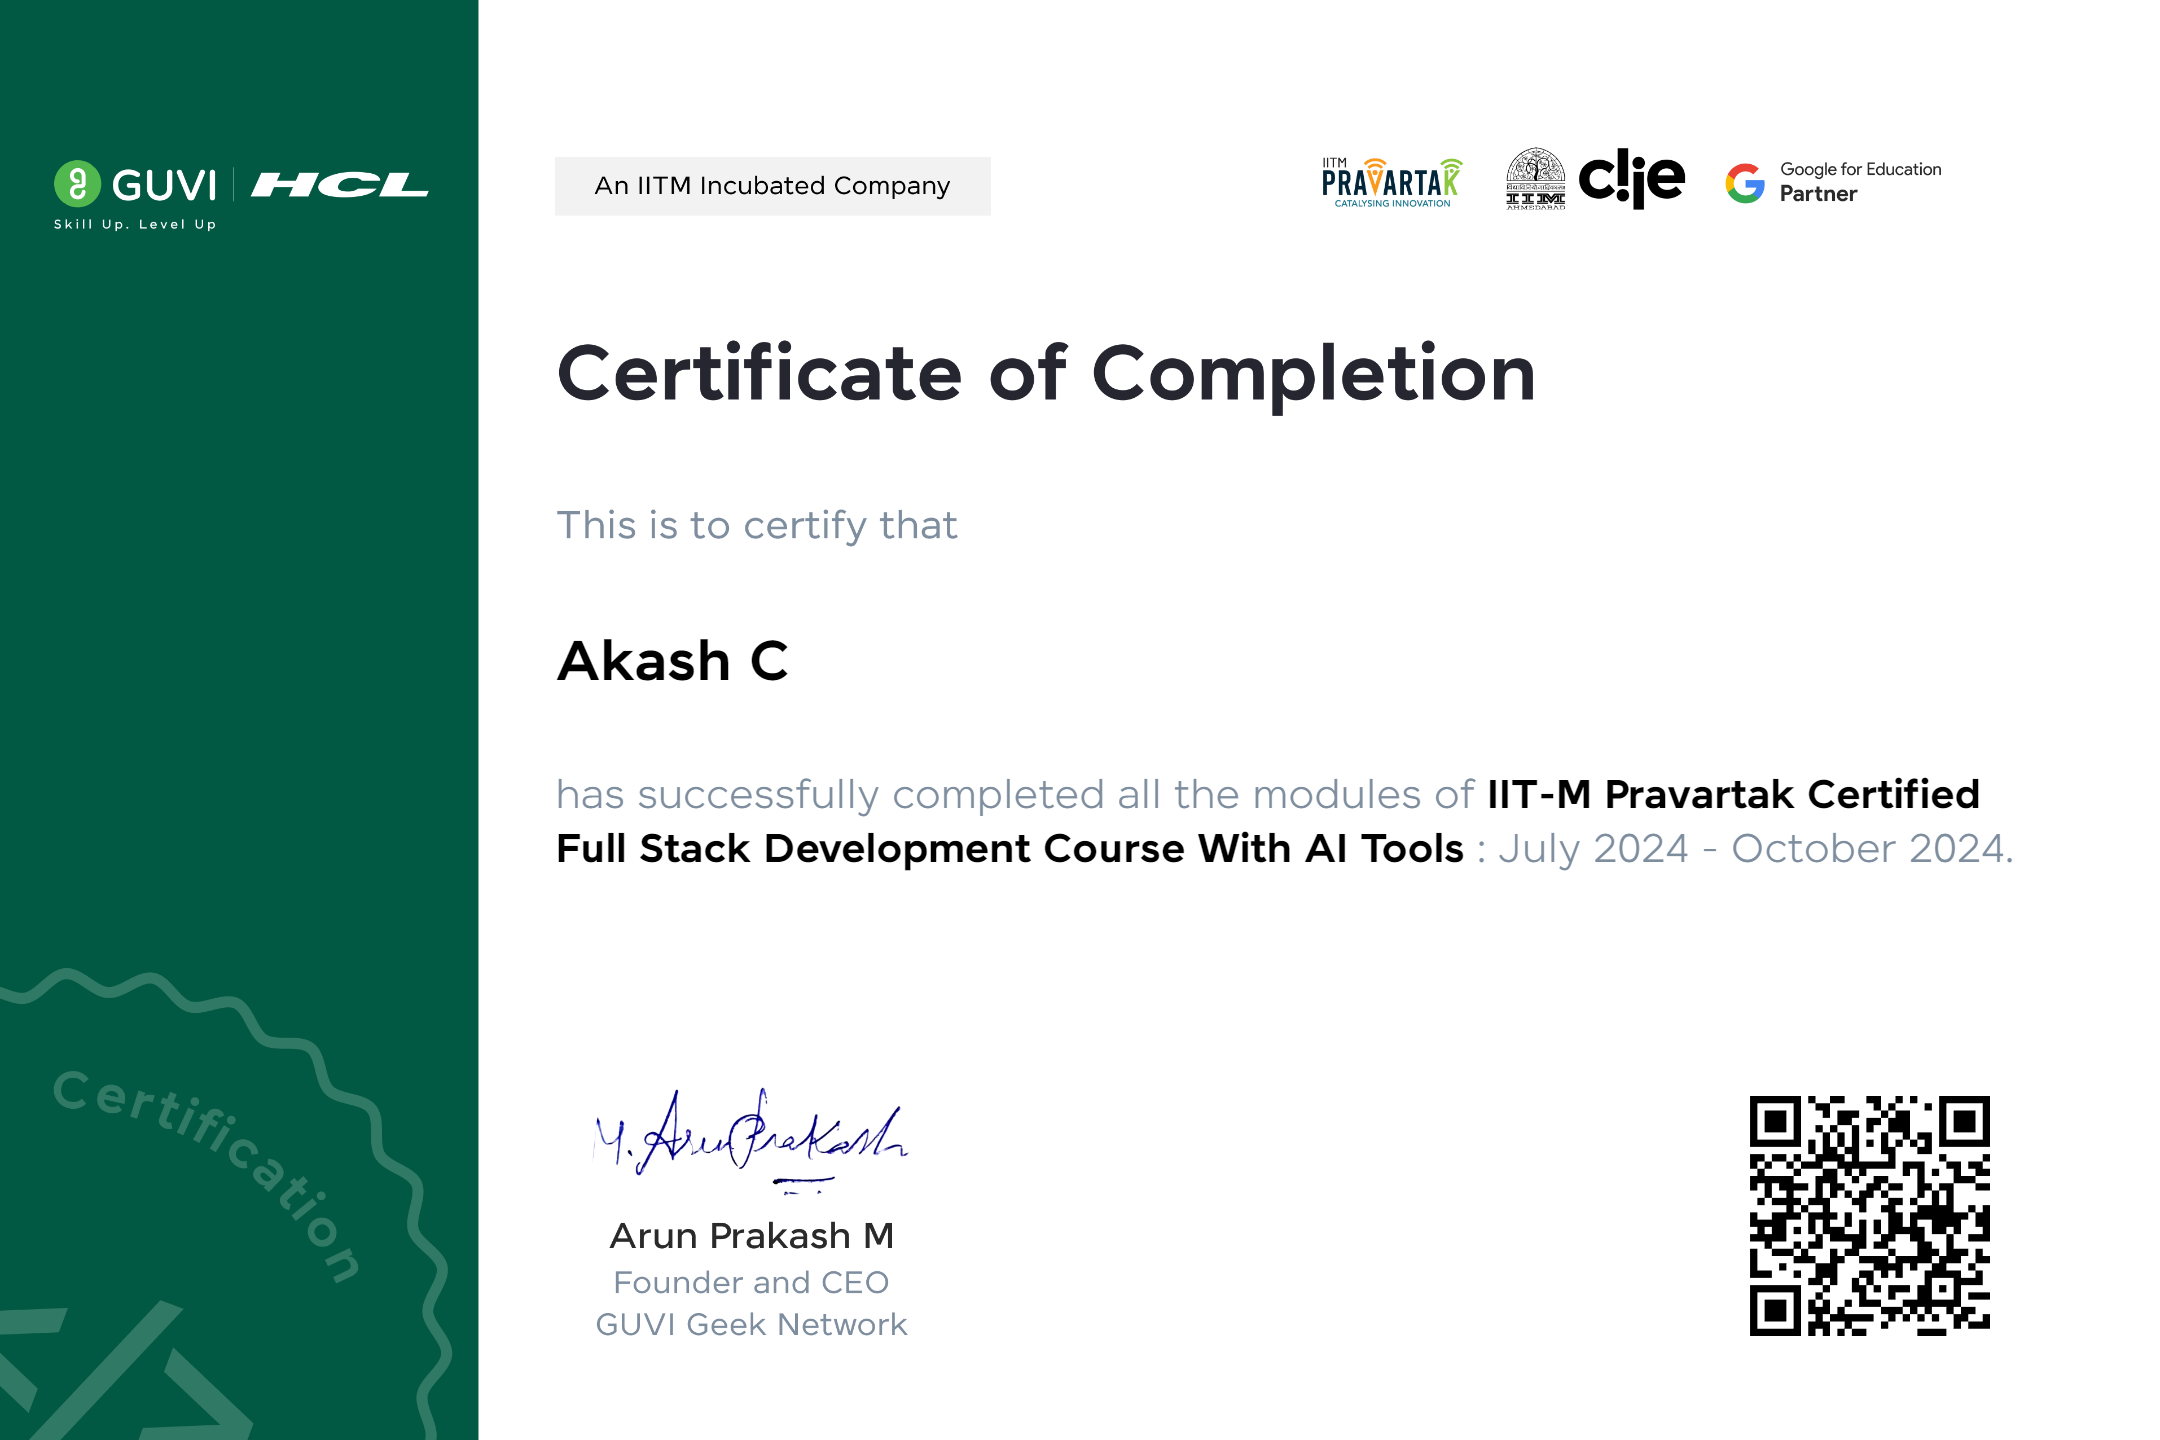 GUVI HCL
Skill Up. Level Up
An IITM Incubated Company
IITM
PRAVARTAK
CATALYSING INNOVATION
IIM
AHMEDABAD
c!ie
Google for Education
Partner
Certificate of Completion
This is to certify that
Akash C
has successfully completed all the modules of IIT-M Pravartak Certified
Full Stack Development Course With AI Tools : July 2024 - October 2024.
Certification
M. Arun Prakash
Arun Prakash M
Founder and CEO
GUVI Geek Network